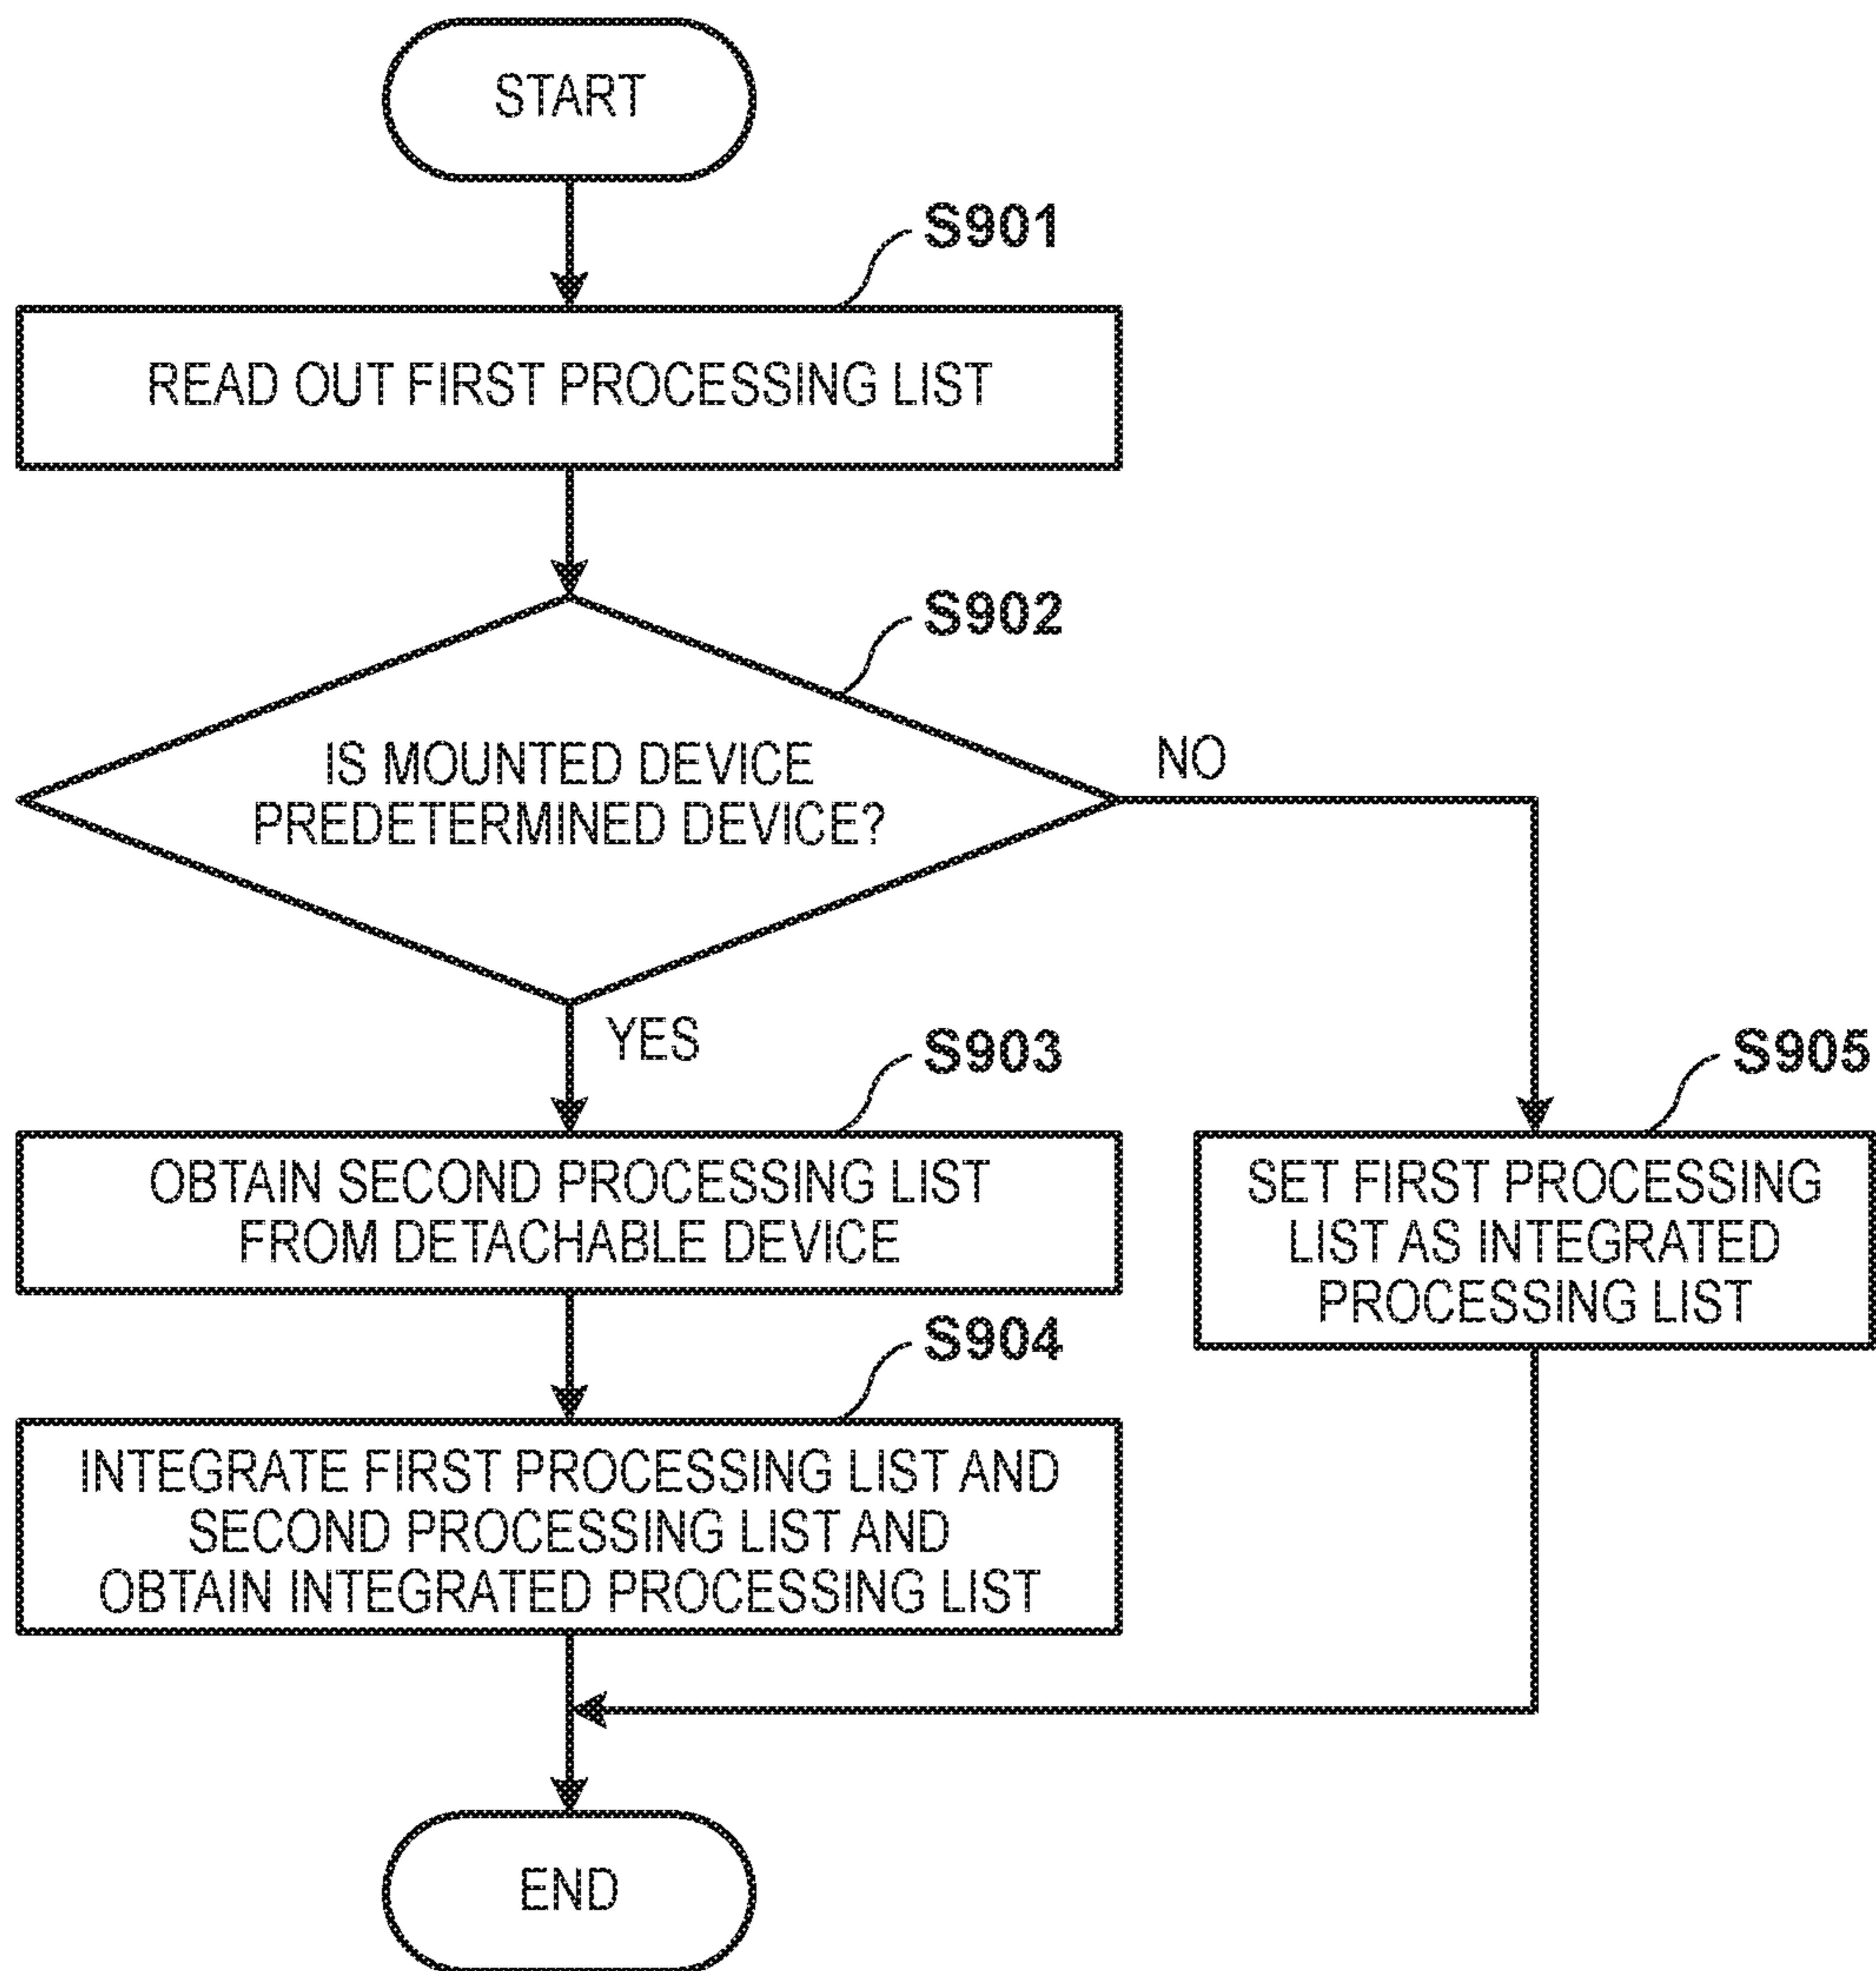 START
S901
READ OUT FIRST PROCESSING LIST
S902
IS MOUNTED DEVICE
PREDETERMINED DEVICE?
NO
YES
S903
OBTAIN SECOND PROCESSING LIST
FROM DETACHABLE DEVICE
S905
SET FIRST PROCESSING
LIST AS INTEGRATED
PROCESSING LIST
S904
INTEGRATE FIRST PROCESSING LIST AND
SECOND PROCESSING LIST AND
OBTAIN INTEGRATED PROCESSING LIST
END